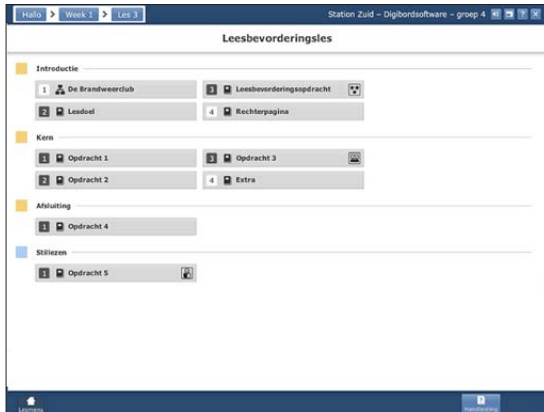 Hallo > Week 1 > Les 3
Station Zuid – Digibordsoftware – groep 4
Leesbevorderingsles
Introductie
1 De Brandweerclub
3 Leesbevorderingsopdracht
2 Lesdoel
4 Rechterpagina
Kern
1 Opdracht 1
3 Opdracht 3
2 Opdracht 2
4 Extra
Afsluiting
1 Opdracht 4
Stillezen
1 Opdracht 5
Lesmenu
Handleiding